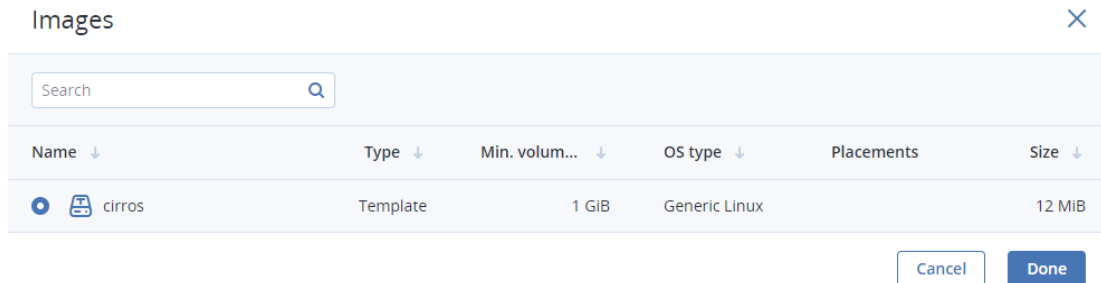 Images
Search
Name Type Min. volum... OS type Placements Size
cirros Template 1 GiB Generic Linux 12 MiB
Cancel Done